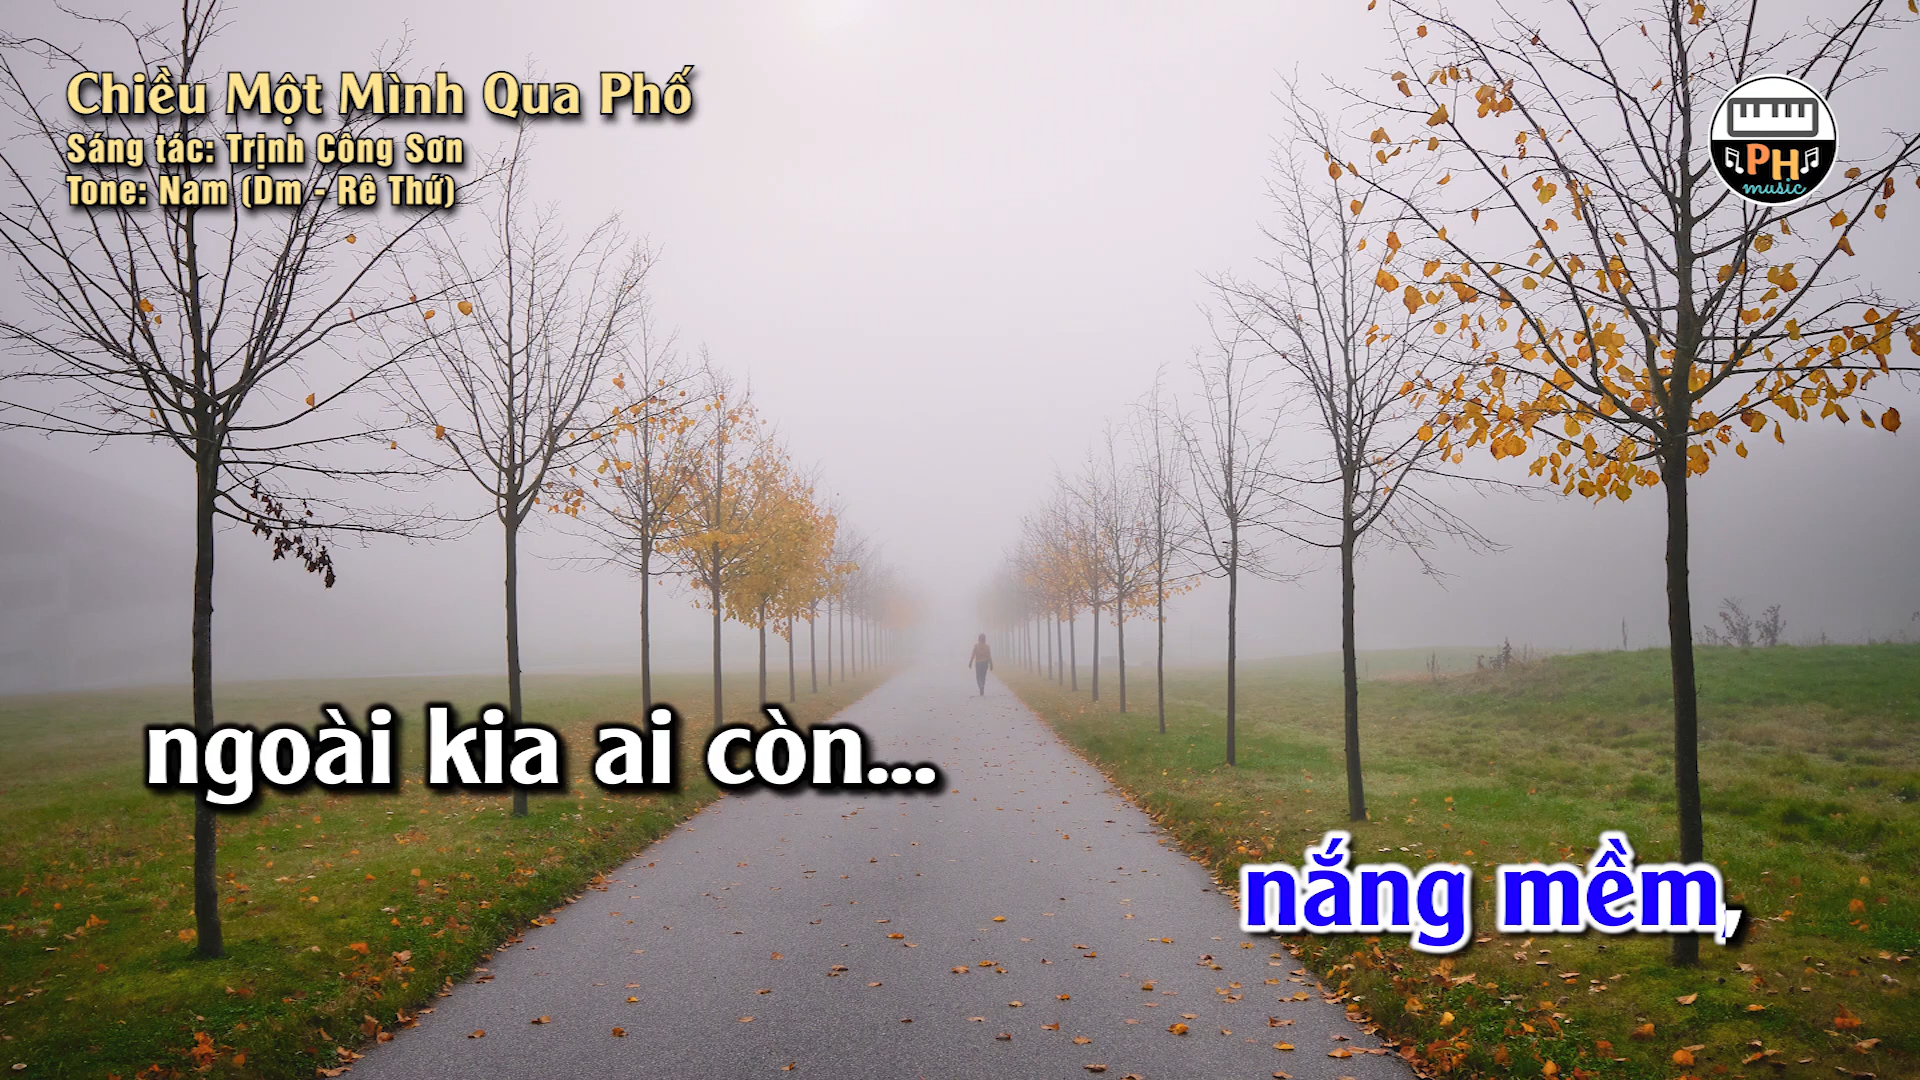 Chiều Một Mình Qua Phố
Sáng tác: Trịnh Công Sơn
Tone: Nam (Dm - Rê Thứ)
PH
music
ngoài kia ai còn...
nắng mềm,